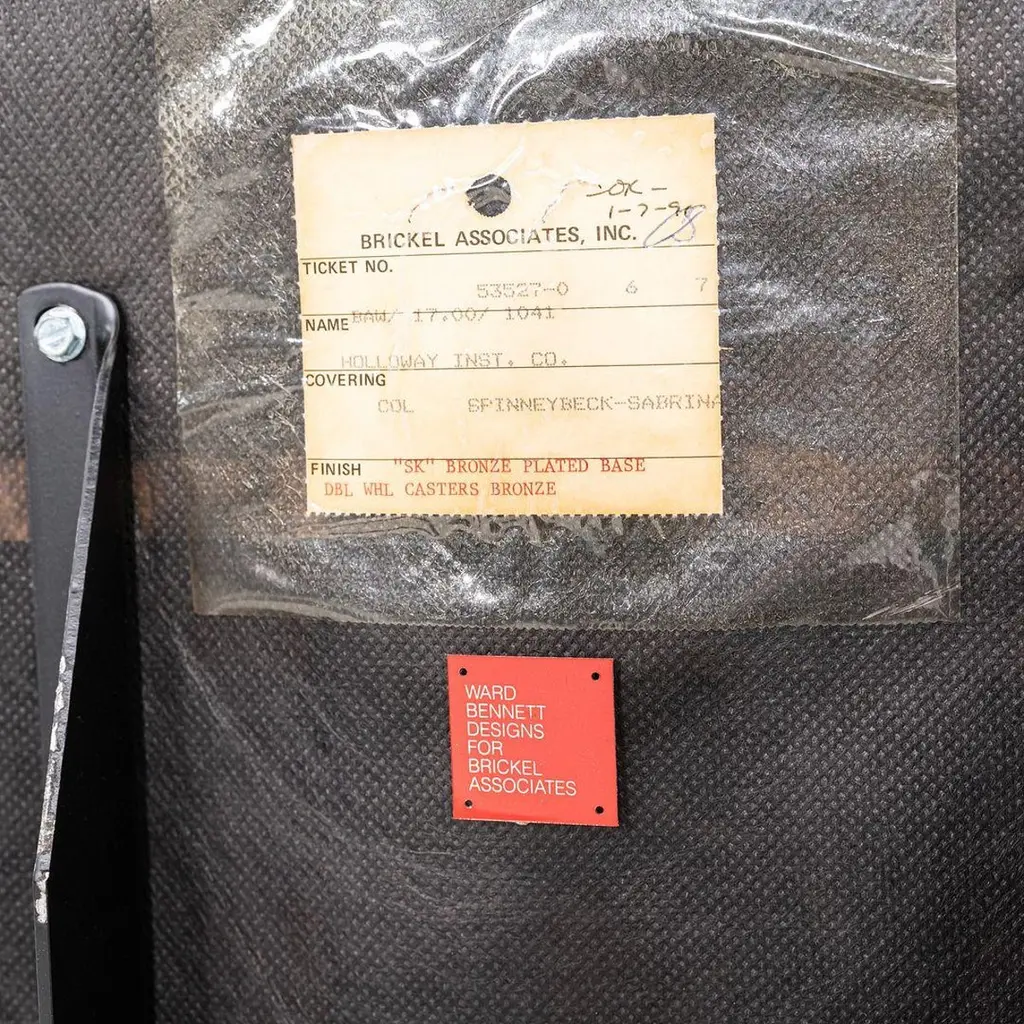 OK -
1-7-9
BRICKEL ASSOCIATES, INC.
TICKET NO.
53527-0 6 7
NAME BAW/ 17.00/ 1041
HOLLOWAY INST. CO.
COVERING
COL SPINNEYBECK-SABRINA
FINISH "SK" BRONZE PLATED BASE
DBL WHL CASTERS BRONZE
WARD
BENNETT
DESIGNS
FOR
BRICKEL
ASSOCIATES